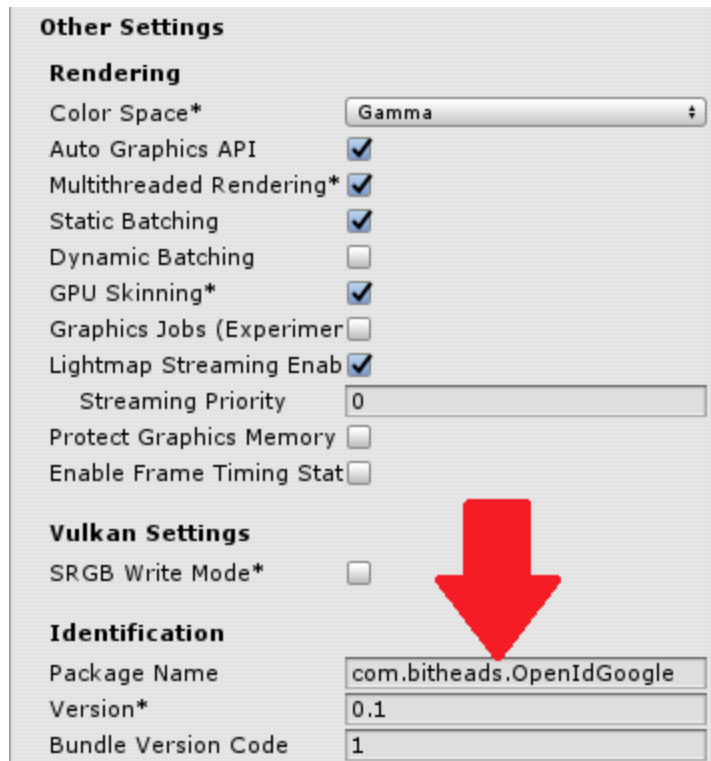 Other Settings
Rendering
Color Space* Gamma
Auto Graphics API
Multithreaded Rendering*
Static Batching
Dynamic Batching
GPU Skinning*
Graphics Jobs (Experimer
Lightmap Streaming Enab
Streaming Priority 0
Protect Graphics Memory
Enable Frame Timing Stat
Vulkan Settings
SRGB Write Mode*
Identification
Package Name com.bitheads.OpenIdGoogle
Version* 0.1
Bundle Version Code 1